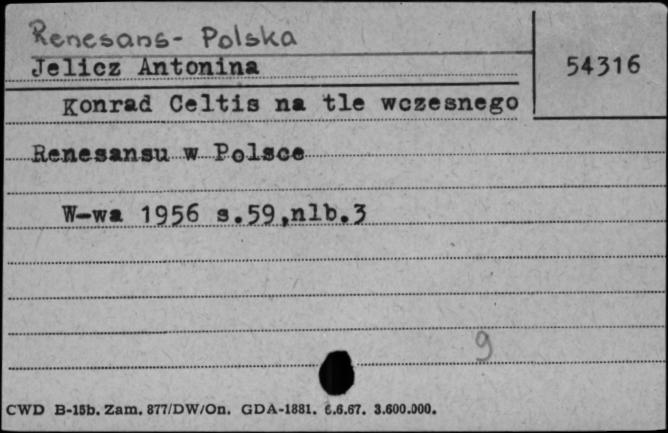 Renesans - Polska
Jelicz Antonina
54316
Konrad Celtis na tle wczesnego
Renesansu w Polsce
W-wa 1956 s.59,nlb.3
9
CWD B-15b. Zam. 877/DW/On. GDA-1881. 6.6.67. 3.600.000.